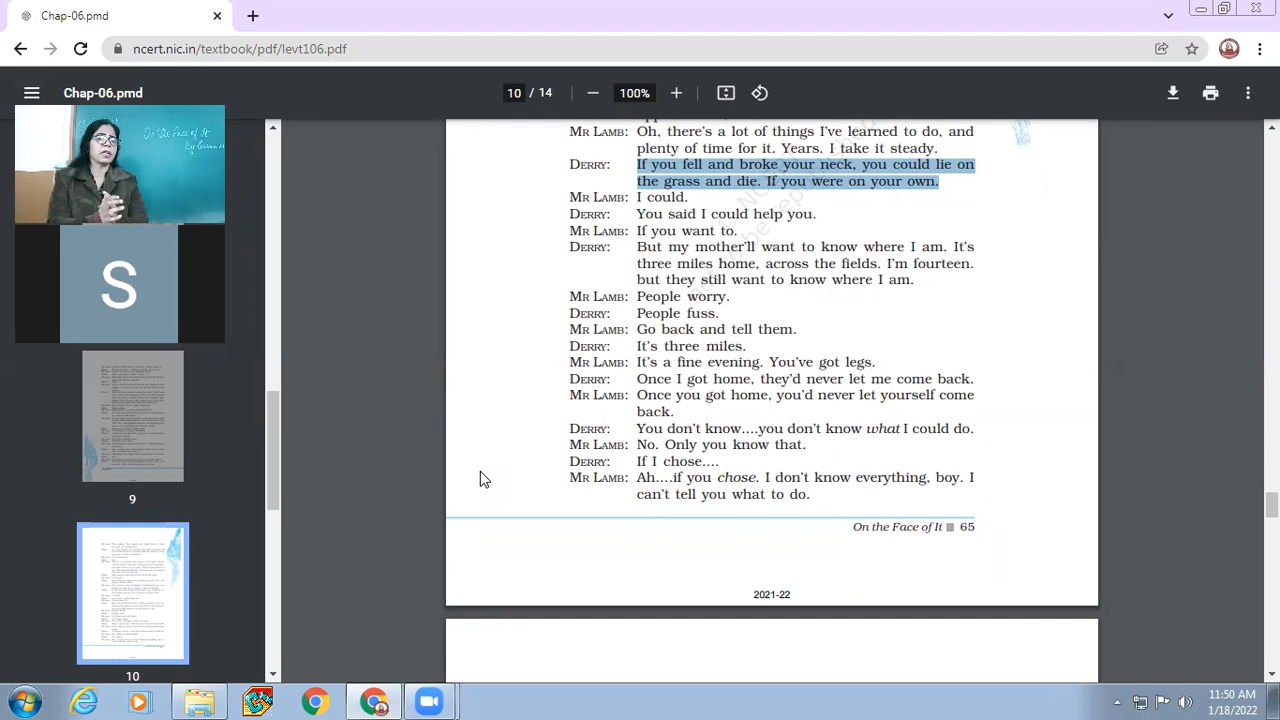 Chap-06.pmd
ncert.nic.in/textbook/pdf/levt106.pdf
Chap-06.pmd
10 / 14
100%
On The Face of It
By Susan
S
9
10
MR LAMB: Oh, there's a lot of things I've learned to do, and
plenty of time for it. Years. I take it steady.
DERRY: If you fell and broke your neck, you could lie on
the grass and die. If you were on your own.
MR LAMB: I could.
DERRY: You said I could help you.
MR LAMB: If you want to.
DERRY: But my mother'll want to know where I am. It's
three miles home, across the fields. I'm fourteen.
but they still want to know where I am.
MR LAMB: People worry.
DERRY: People fuss.
MR LAMB: Go back and tell them.
DERRY: It's three miles.
MR LAMB: It's a fine evening. You've got legs.
DERRY: Once I got home, they'd never let me come back.
MR LAMB: Once you got home, you'd never let yourself come
back.
DERRY: You don't know....you don't know what I could do.
MR LAMB: No. Only you know that.
DERRY: If I chose....
MR LAMB: Ah....if you chose. I don't know everything, boy. I
can't tell you what to do.
On the Face of It 65
2021-22
11:50 AM
1/18/2022